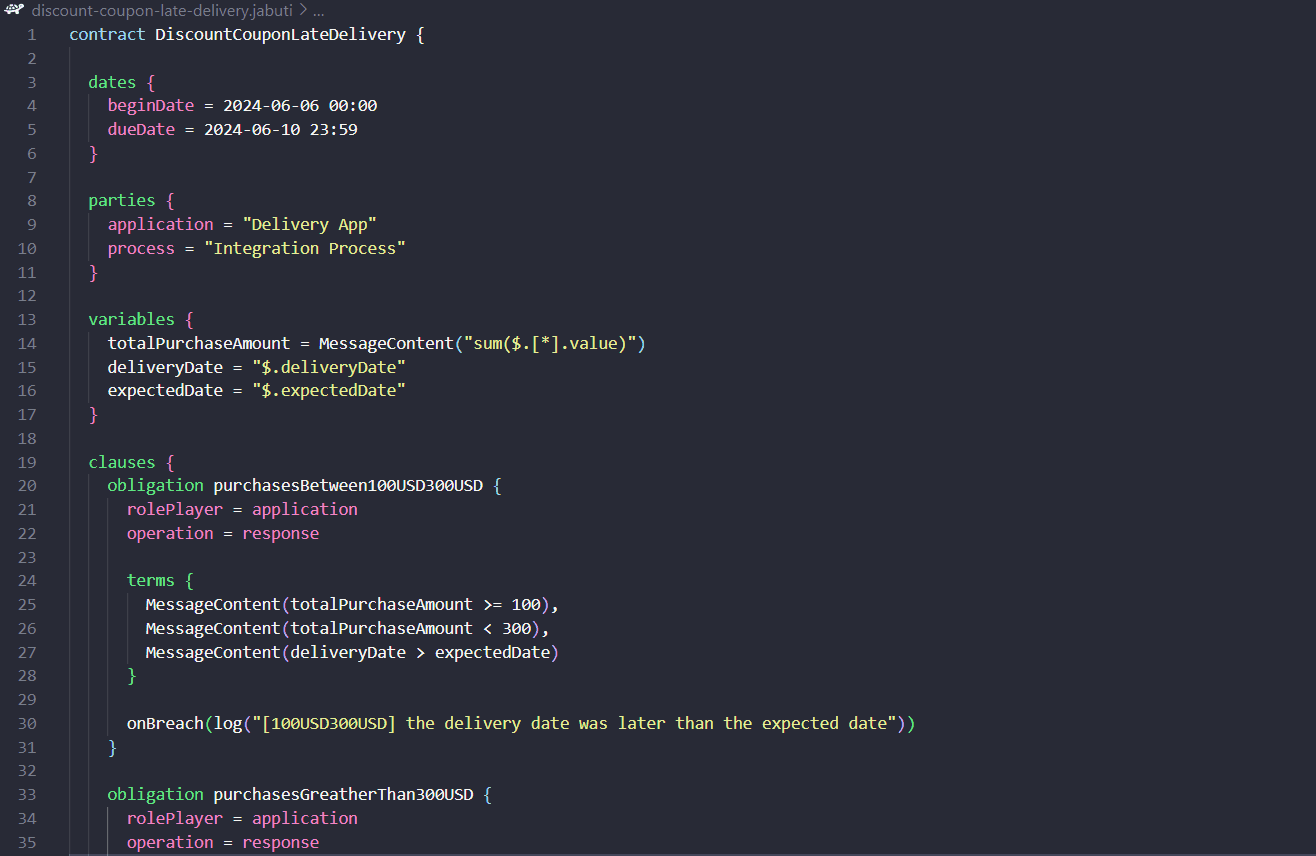 discount-coupon-late-delivery.jabuti > ...
1 contract DiscountCouponLateDelivery {
2
3 dates {
4 beginDate = 2024-06-06 00:00
5 dueDate = 2024-06-10 23:59
6 }
7
8 parties {
9 application = "Delivery App"
10 process = "Integration Process"
11 }
12
13 variables {
14 totalPurchaseAmount = MessageContent("sum($.[*].value)")
15 deliveryDate = "$.deliveryDate"
16 expectedDate = "$.expectedDate"
17 }
18
19 clauses {
20 obligation purchasesBetween100USD300USD {
21 rolePlayer = application
22 operation = response
23
24 terms {
25 MessageContent(totalPurchaseAmount >= 100),
26 MessageContent(totalPurchaseAmount < 300),
27 MessageContent(deliveryDate > expectedDate)
28 }
29
30 onBreach(log("[100USD300USD] the delivery date was later than the expected date"))
31 }
32
33 obligation purchasesGreatherThan300USD {
34 rolePlayer = application
35 operation = response